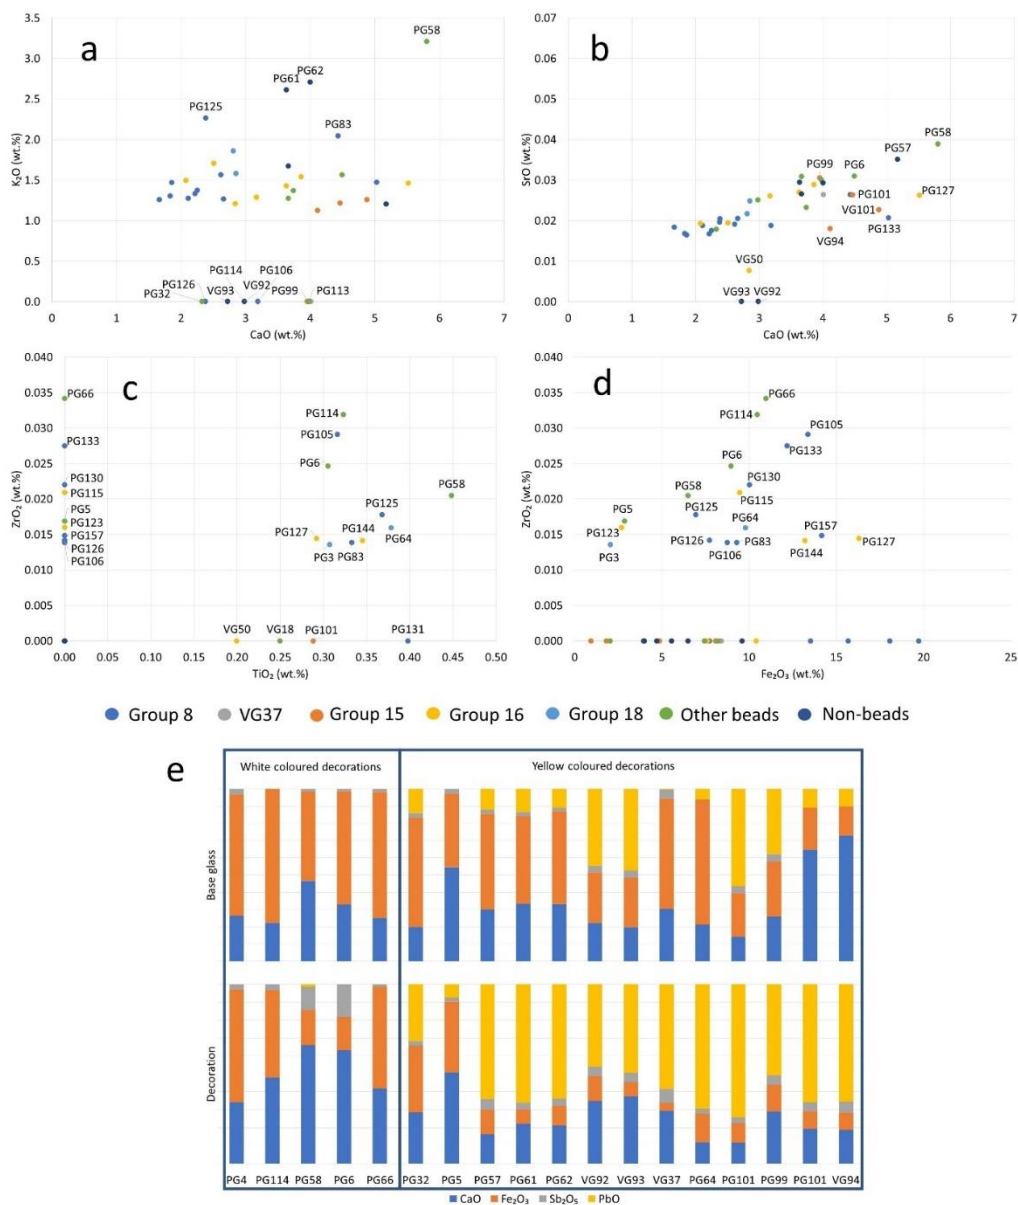 a
3.5
3.0
2.5
2.0
1.5
1.0
0.5
0.0
K₂O (wt.%)
PG58
PG62
PG61
PG125
PG83
PG114
PG106
PG126
VG92
PG32
VG93
PG99
PG113
0 1 2 3 4 5 6 7
CaO (wt.%)
b
0.07
0.06
0.05
0.04
0.03
0.02
0.01
0.00
SrO (wt.%)
PG58
PG57
PG99
PG6
PG101
PG127
VG101
PG133
VG94
VG50
VG93
VG92
0 1 2 3 4 5 6 7
CaO (wt.%)
c
0.040
0.035
0.030
0.025
0.020
0.015
0.010
0.005
0.000
ZrO₂ (wt.%)
PG66
PG114
PG105
PG133
PG6
PG130
PG115
PG58
PG5
PG125
PG123
PG127
PG144
PG157
PG64
PG126
PG3
PG83
PG106
VG50
VG18
PG101
PG131
0.00 0.05 0.10 0.15 0.20 0.25 0.30 0.35 0.40 0.45 0.50
TiO₂ (wt.%)
d
0.040
0.035
0.030
0.025
0.020
0.015
0.010
0.005
0.000
ZrO₂ (wt.%)
PG66
PG114
PG105
PG133
PG6
PG130
PG58
PG115
PG5
PG125
PG64
PG123
PG157
PG126
PG83
PG127
PG3
PG106
PG144
0 5 10 15 20 25
Fe₂O₃ (wt.%)
Group 8 VG37 Group 15 Group 16 Group 18 Other beads Non-beads
e
White coloured decorations
Yellow coloured decorations
Base glass
Decoration
PG4 PG114 PG58 PG6 PG66 PG32 PG5 PG57 PG61 PG62 VG92 VG93 VG37 PG64 PG101 PG99 PG101 VG94
CaO Fe₂O₃ Sb₂O₅ PbO